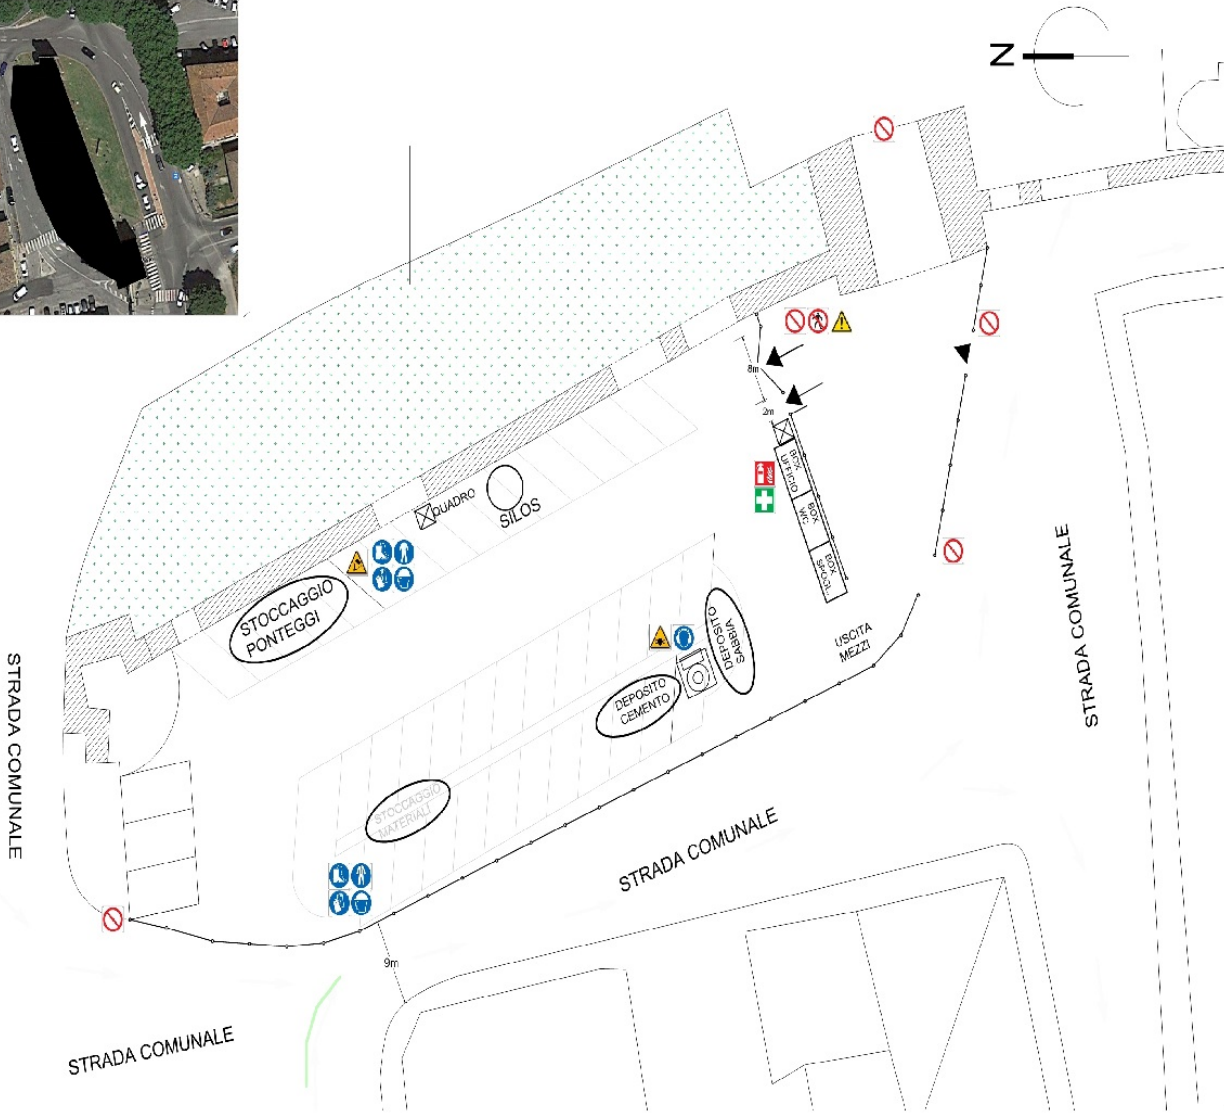 N
8m
2m
BOX
UFFICIO
BOX
WC
BOX
SPOGL.
QUADRO
SILOS
STOCCAGGIO
PONTEGGI
DEPOSITO
SABBIA
USCITA
MEZZI
DEPOSITO
CEMENTO
STOCCAGGIO
MATERIALI
STRADA COMUNALE
STRADA COMUNALE
STRADA COMUNALE
9m
STRADA COMUNALE